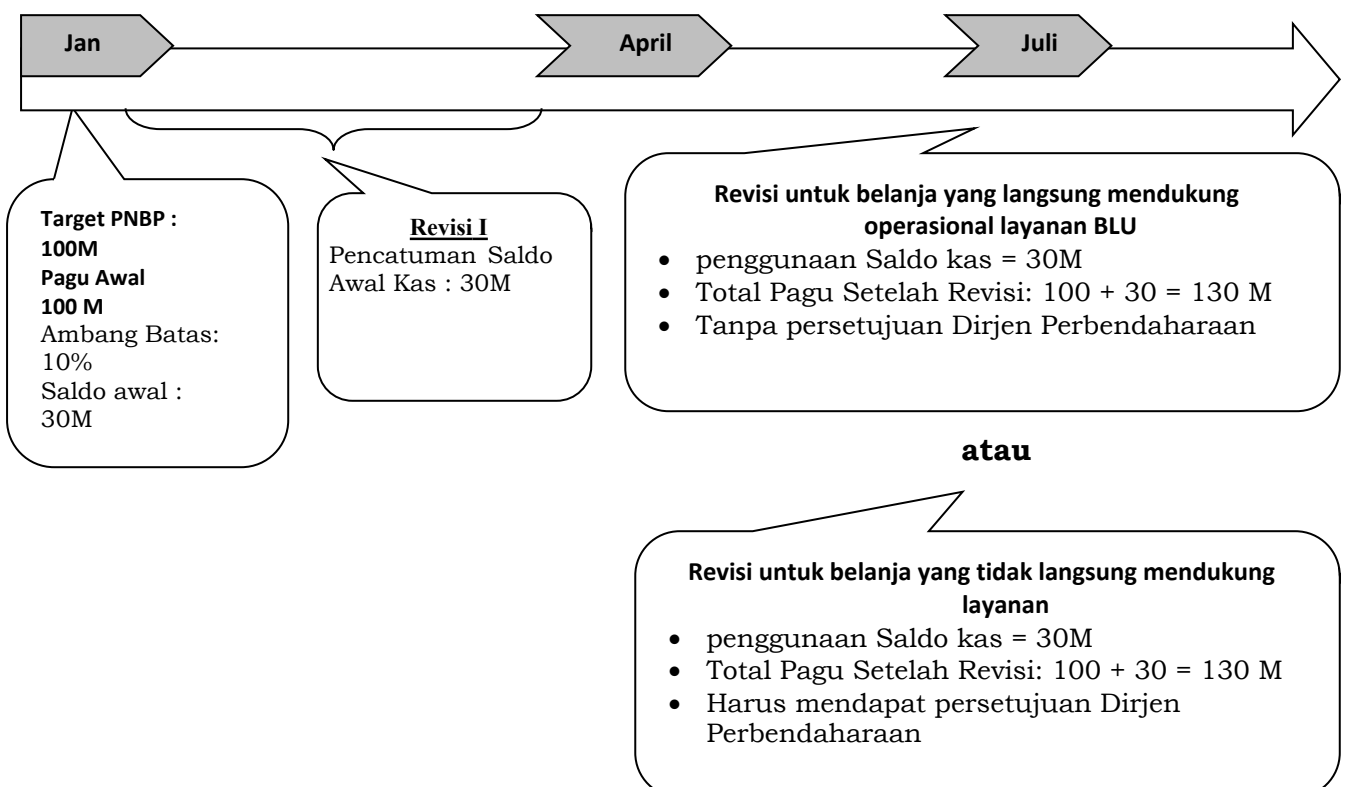 Jan
April
Juli
Target PNBP :
100M
Pagu Awal
100 M
Ambang Batas:
10%
Saldo awal :
30M
Revisi I
Pencatuman Saldo
Awal Kas : 30M
Revisi untuk belanja yang langsung mendukung
operasional layanan BLU
• penggunaan Saldo kas = 30M
• Total Pagu Setelah Revisi: 100 + 30 = 130 M
• Tanpa persetujuan Dirjen Perbendaharaan
atau
Revisi untuk belanja yang tidak langsung mendukung
layanan
• penggunaan Saldo kas = 30M
• Total Pagu Setelah Revisi: 100 + 30 = 130 M
• Harus mendapat persetujuan Dirjen
Perbendaharaan